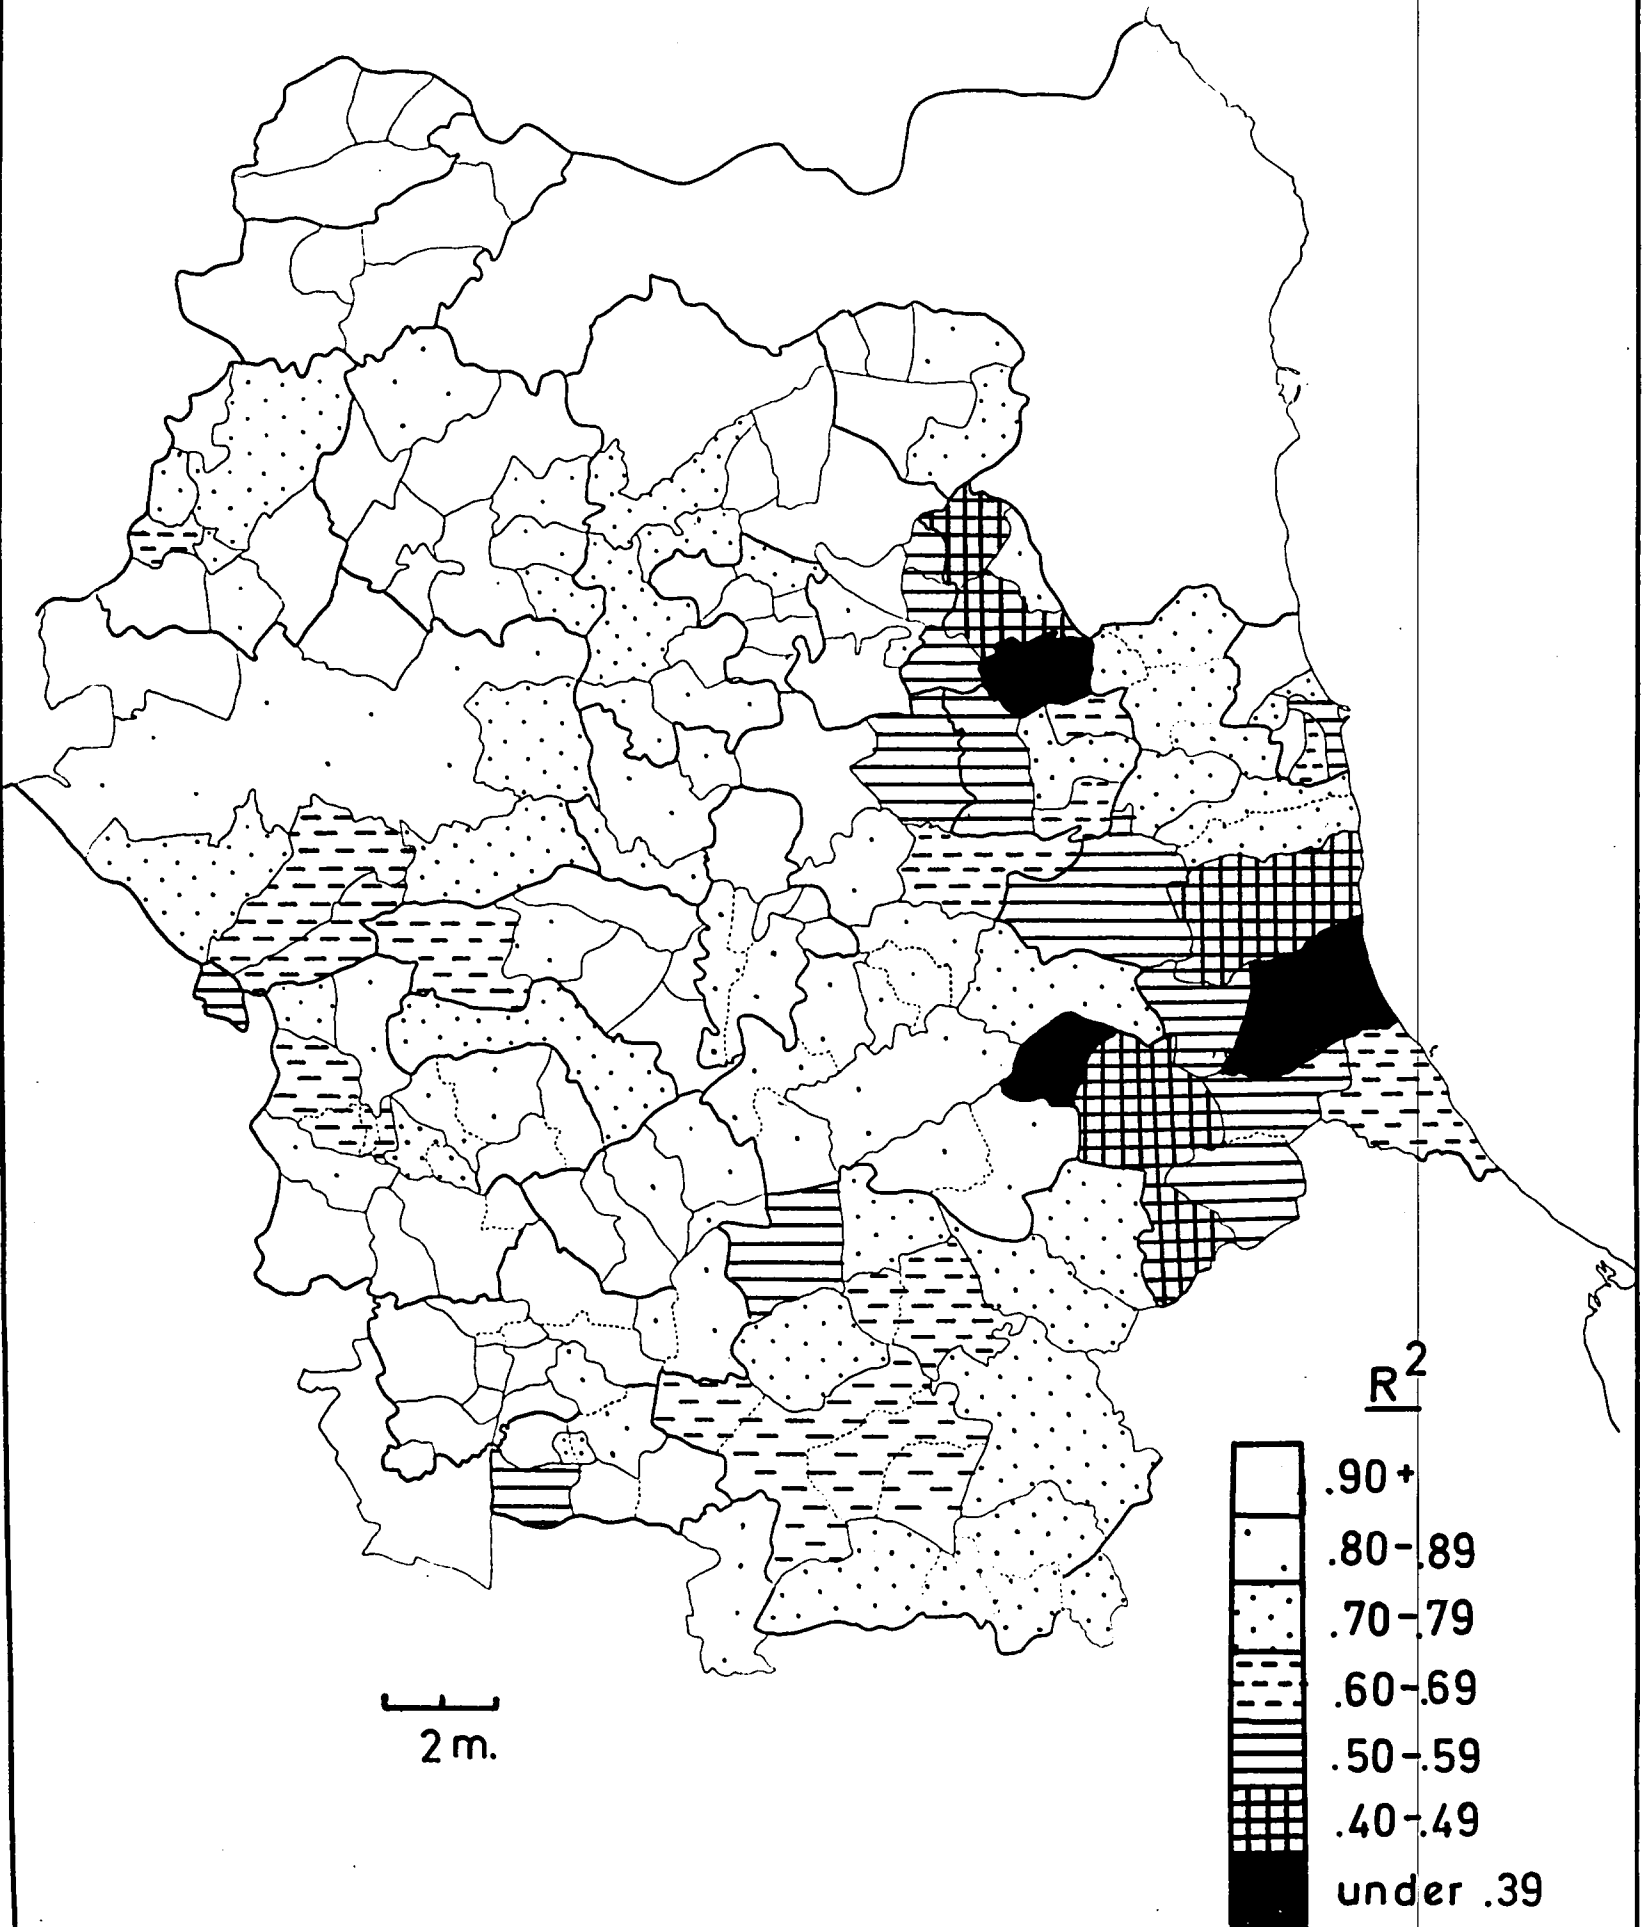 R²
.90+
.80-.89
.70-.79
.60-.69
.50-.59
.40-.49
under .39
2 m.